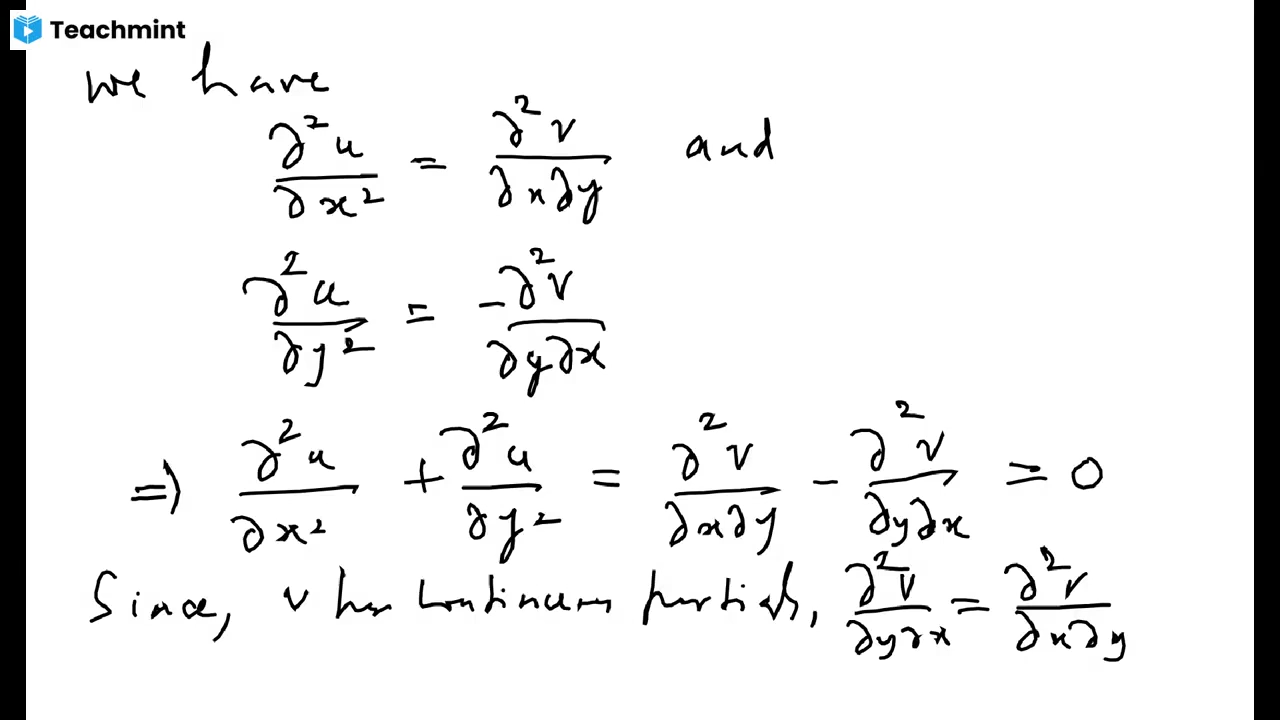 Teachmint
we have
∂²u/∂x² = ∂²v/∂x∂y and
∂²u/∂y² = -∂²v/∂y∂x
⇒ ∂²u/∂x² + ∂²u/∂y² = ∂²v/∂x∂y - ∂²v/∂y∂x = 0
Since, v has continuous partials, ∂²v/∂y∂x = ∂²v/∂x∂y